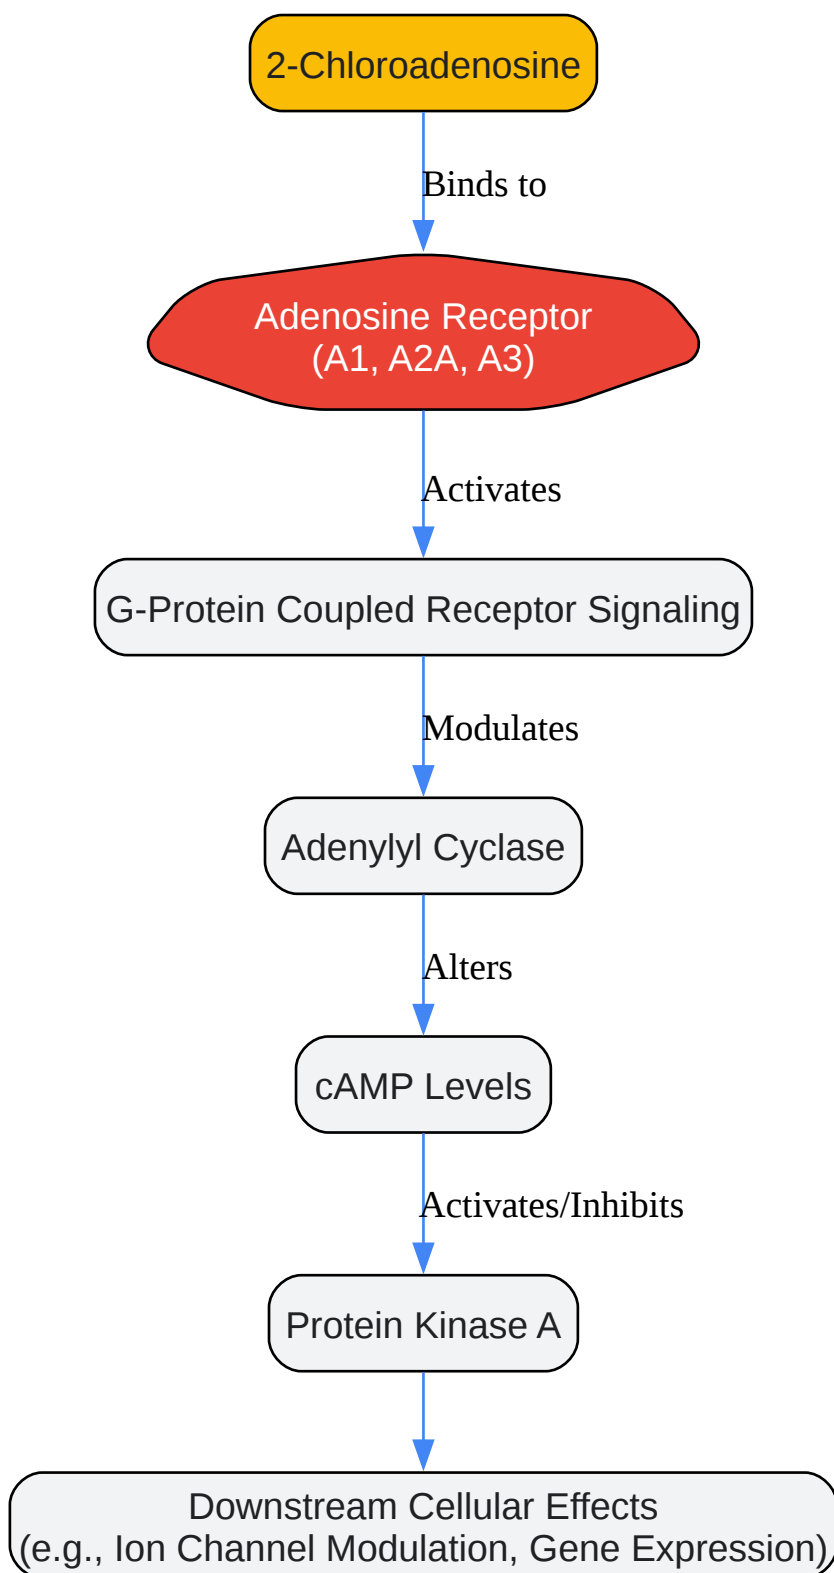 2-Chloroadenosine
Binds to
Adenosine Receptor
(A1, A2A, A3)
Activates
G-Protein Coupled Receptor Signaling
Modulates
Adenylyl Cyclase
Alters
cAMP Levels
Activates/Inhibits
Protein Kinase A
Downstream Cellular Effects
(e.g., Ion Channel Modulation, Gene Expression)